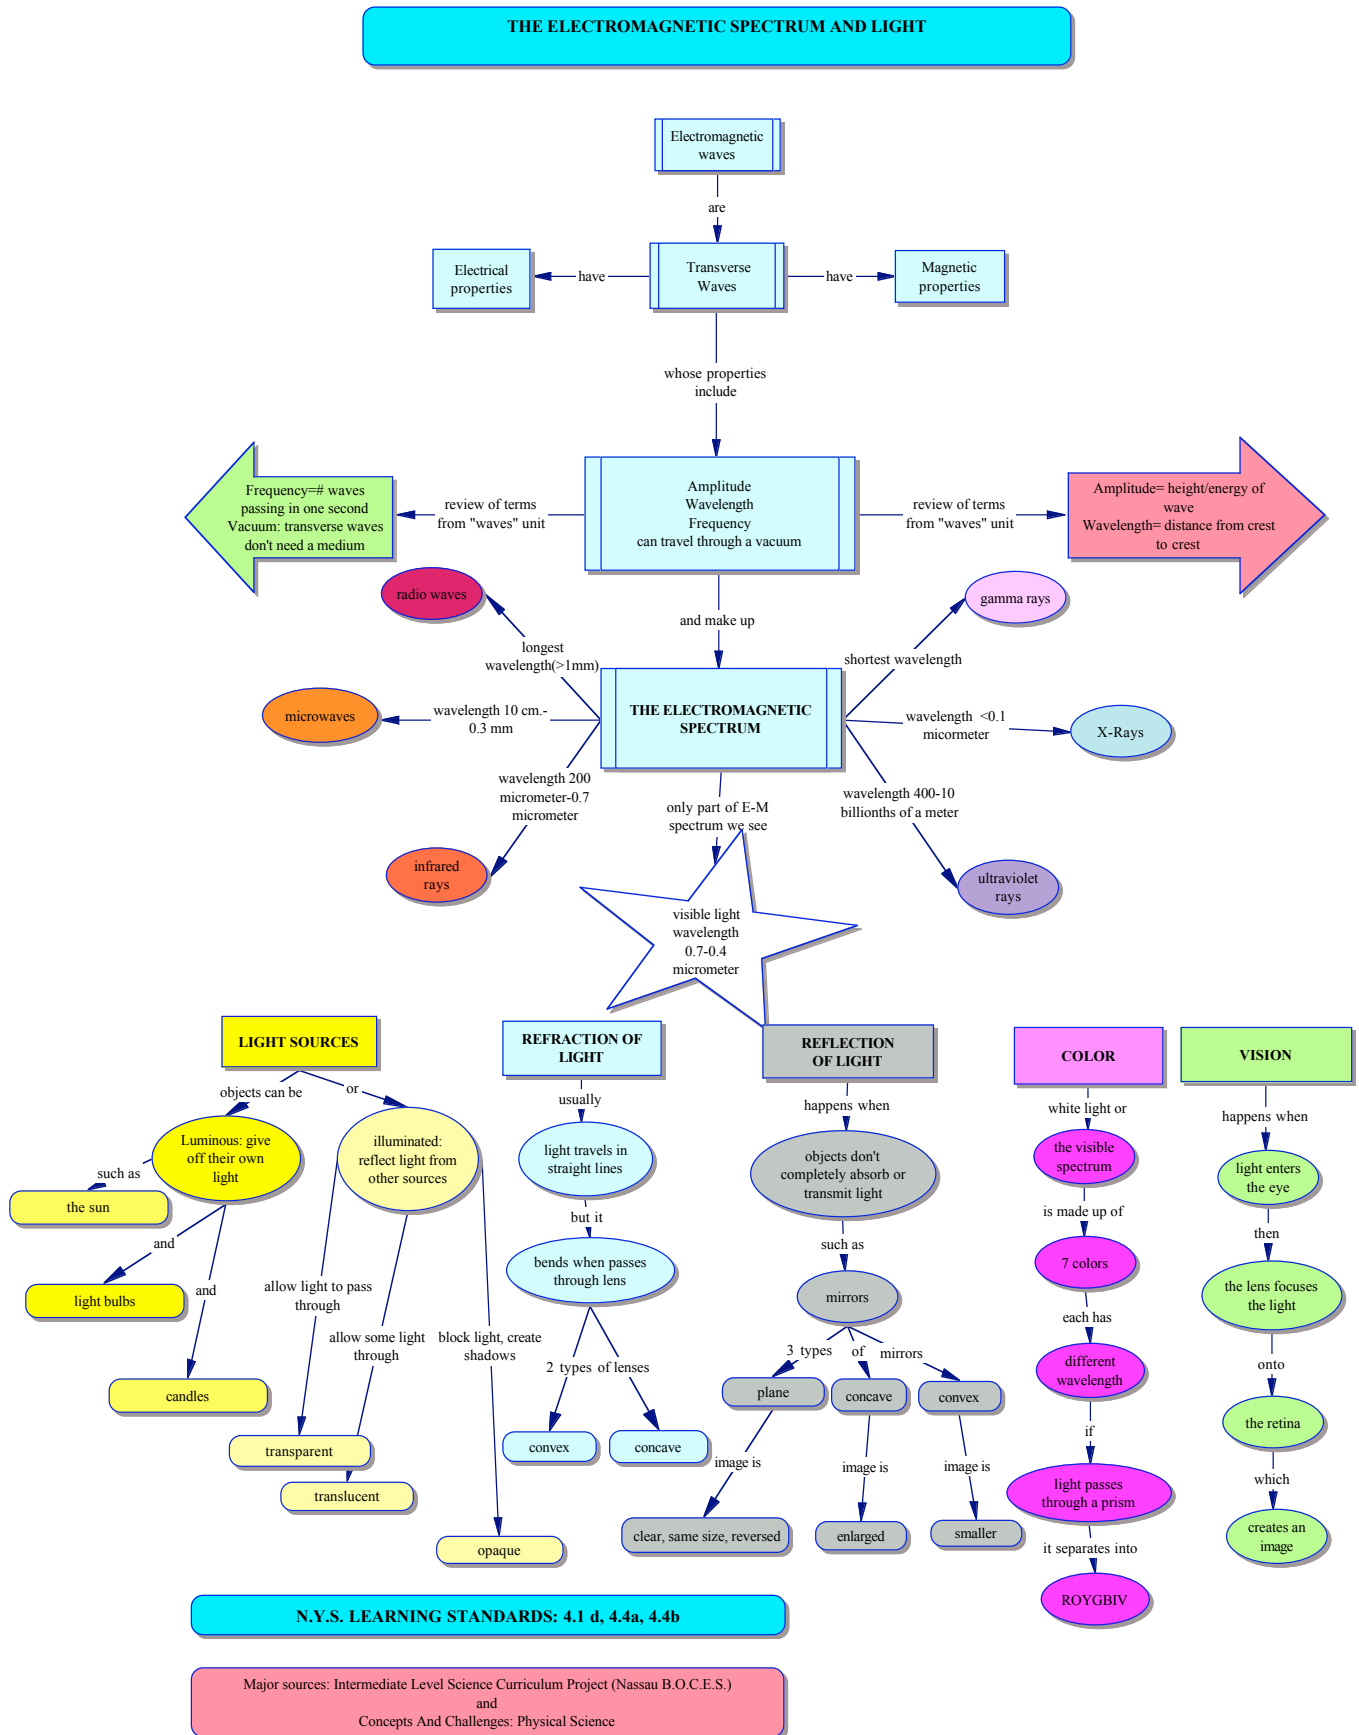 THE ELECTROMAGNETIC SPECTRUM AND LIGHT
Electromagnetic
waves
are
Electrical
properties
have
Transverse
Waves
have
Magnetic
properties
whose properties
include
Frequency=# waves
passing in one second
Vacuum: transverse waves
don't need a medium
review of terms
from "waves" unit
Amplitude
Wavelength
Frequency
can travel through a vacuum
review of terms
from "waves" unit
Amplitude= height/energy of
wave
Wavelength= distance from crest
to crest
radio waves
gamma rays
and make up
longest
wavelength(>1mm)
shortest wavelength
microwaves
wavelength 10 cm.-
0.3 mm
THE ELECTROMAGNETIC
SPECTRUM
wavelength <0.1
micormeter
X-Rays
wavelength 200
micrometer-0.7
micrometer
only part of E-M
spectrum we see
wavelength 400-10
billionths of a meter
infrared
rays
ultraviolet
rays
visible light
wavelength
0.7-0.4
micrometer
LIGHT SOURCES
objects can be
or
Luminous: give
off their own
light
illuminated:
reflect light from
other sources
such as
the sun
and
light bulbs
and
candles
allow light to pass
through
allow some light
through
block light, create
shadows
transparent
translucent
opaque
REFRACTION OF
LIGHT
usually
light travels in
straight lines
but it
bends when passes
through lens
2 types of lenses
convex
concave
REFLECTION
OF LIGHT
happens when
objects don't
completely absorb or
transmit light
such as
mirrors
3 types of mirrors
plane
concave
convex
image is
image is
image is
clear, same size, reversed
enlarged
smaller
COLOR
white light or
the visible
spectrum
is made up of
7 colors
each has
different
wavelength
if
light passes
through a prism
it separates into
ROYGBIV
VISION
happens when
light enters
the eye
then
the lens focuses
the light
onto
the retina
which
creates an
image
N.Y.S. LEARNING STANDARDS: 4.1 d, 4.4a, 4.4b
Major sources: Intermediate Level Science Curriculum Project (Nassau B.O.C.E.S.)
and
Concepts And Challenges: Physical Science